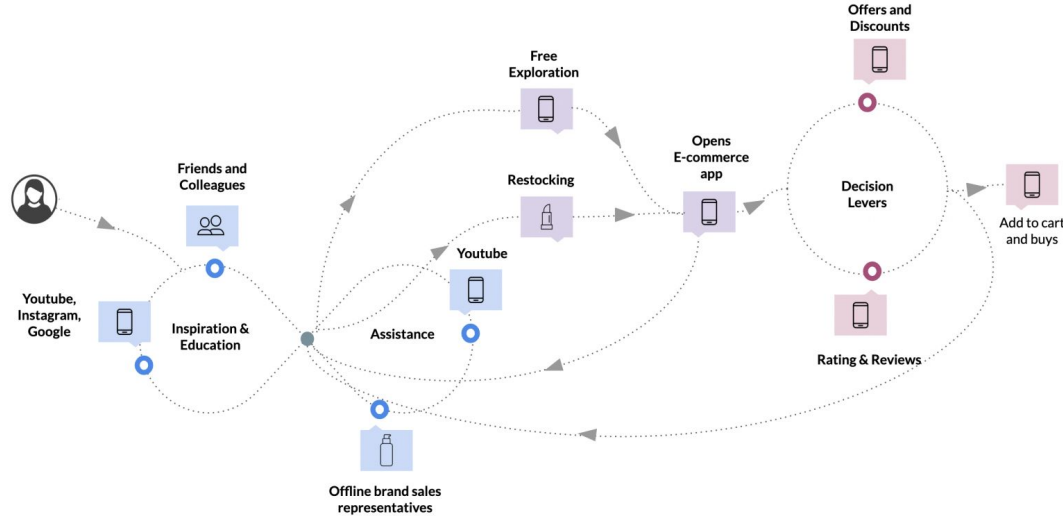 Offers and
Discounts
Free
Exploration
Opens
E-commerce
app
Friends and
Colleagues
Restocking
Decision
Levers
Add to cart
and buys
Youtube
Youtube,
Instagram,
Google
Inspiration &
Education
Assistance
Rating & Reviews
Offline brand sales
representatives